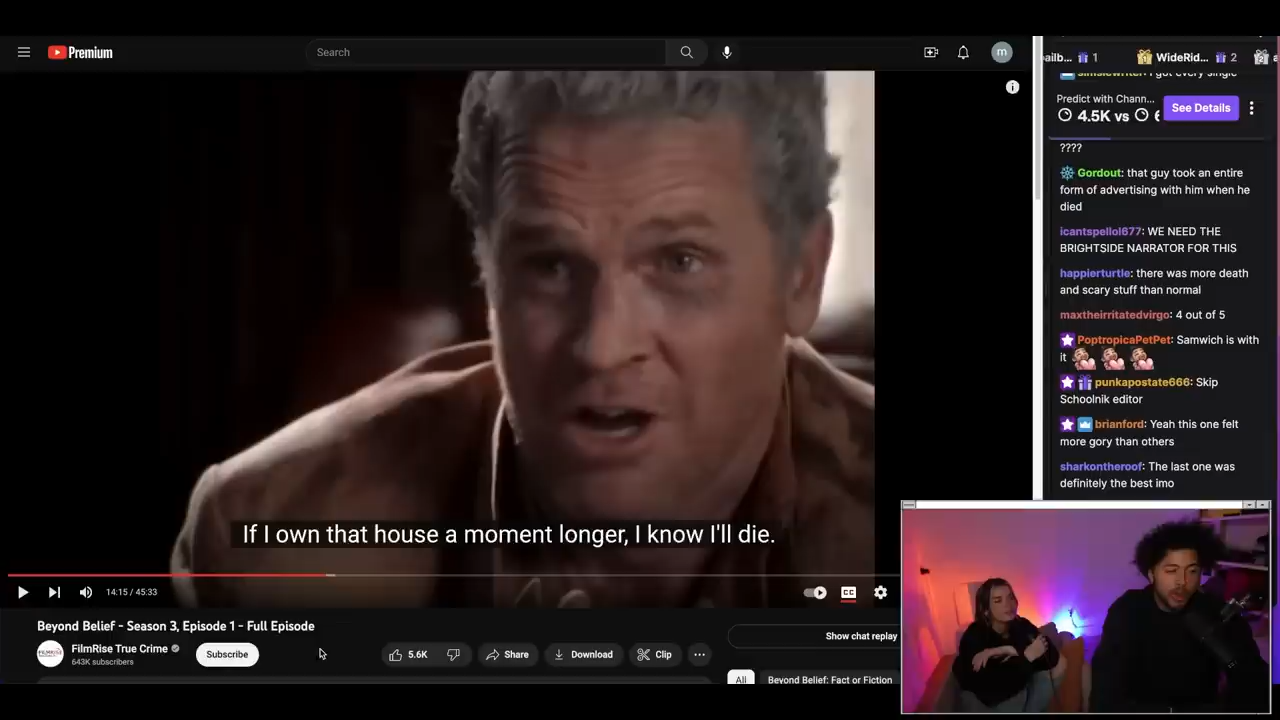 Premium
Search
m
ailb... 1
WideRid... 2
a
Predict with Chann...
4.5K vs
See Details
????
Gordout: that guy took an entire
form of advertising with him when he
died
icantspellol677: WE NEED THE
BRIGHTSIDE NARRATOR FOR THIS
happierturtle: there was more death
and scary stuff than normal
maxtheirritatedvirgo: 4 out of 5
PoptropicaPetPet: Samwich is with
it
punkapostate666: Skip
Schoolnik editor
brianford: Yeah this one felt
more gory than others
sharkontheroof: The last one was
definitely the best imo
If I own that house a moment longer, I know I'll die.
14:15 / 45:33
CC
Beyond Belief - Season 3, Episode 1 - Full Episode
FILMRISE
FilmRise True Crime
643K subscribers
Subscribe
5.6K
Share
Download
Clip
Show chat replay
All
Beyond Belief: Fact or Fiction